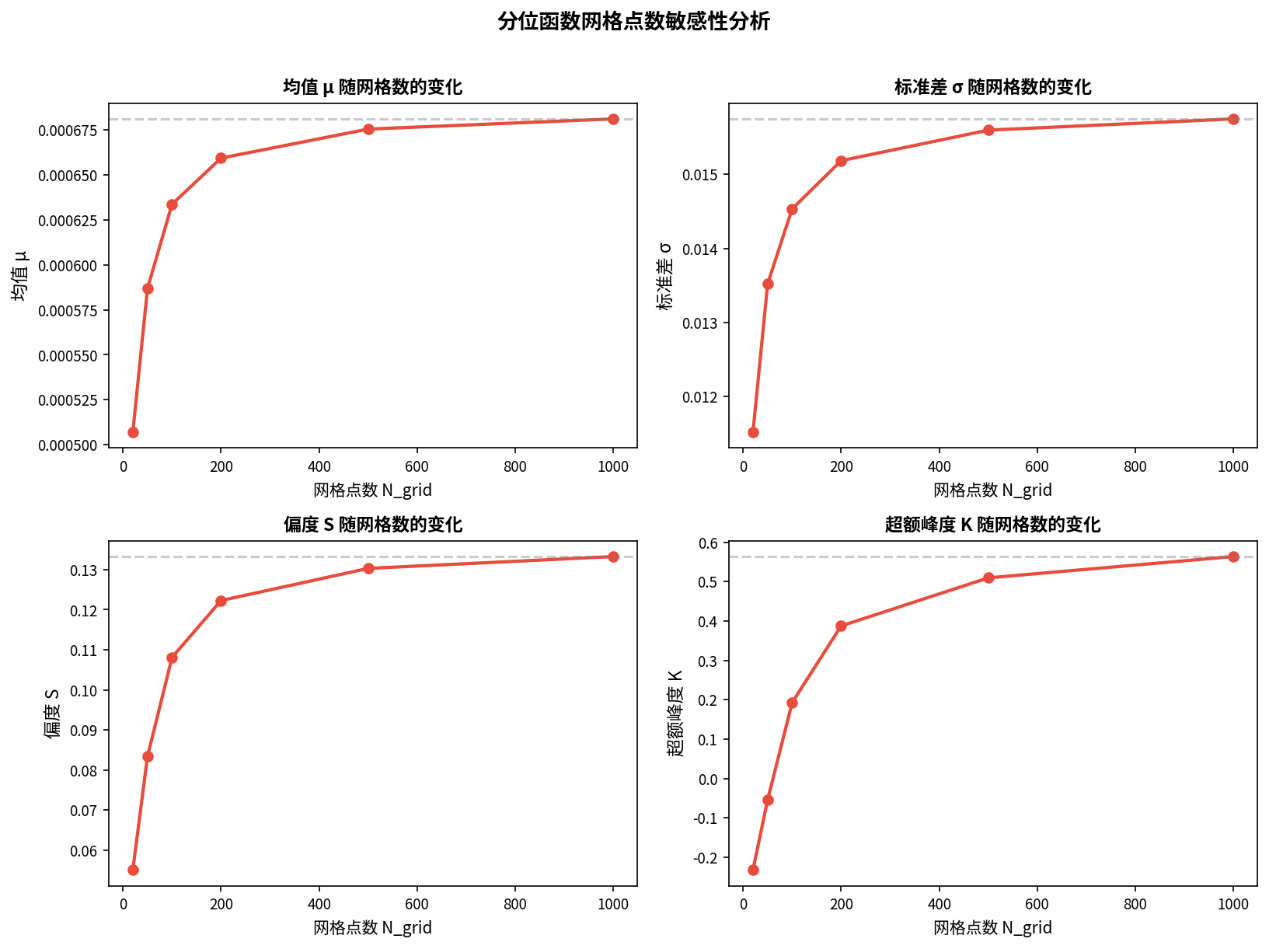 分位函数网格点数敏感性分析
均值 μ 随网格数的变化
均值 μ
0.000675
0.000650
0.000625
0.000600
0.000575
0.000550
0.000525
0.000500
0 200 400 600 800 1000
网格点数 N_grid
标准差 σ 随网格数的变化
标准差 σ
0.015
0.014
0.013
0.012
0 200 400 600 800 1000
网格点数 N_grid
偏度 S 随网格数的变化
偏度 S
0.13
0.12
0.11
0.10
0.09
0.08
0.07
0.06
0 200 400 600 800 1000
网格点数 N_grid
超额峰度 K 随网格数的变化
超额峰度 K
0.6
0.5
0.4
0.3
0.2
0.1
0.0
-0.1
-0.2
0 200 400 600 800 1000
网格点数 N_grid